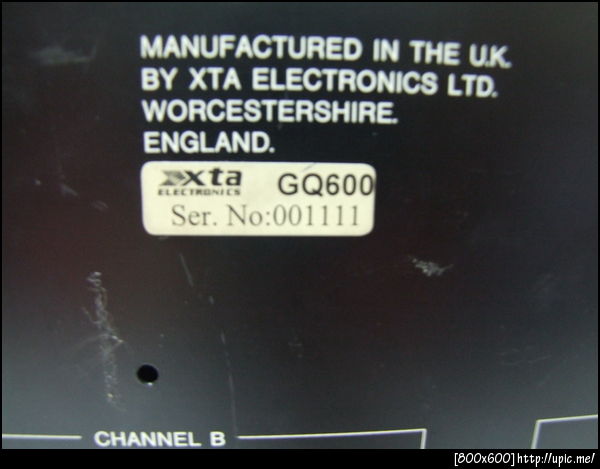 MANUFACTURED IN THE U.K.
BY XTA ELECTRONICS LTD.
WORCESTERSHIRE.
ENGLAND.
xta GQ600
ELECTRONICS
Ser. No:001111
CHANNEL B
[800x600]http://upic.me/